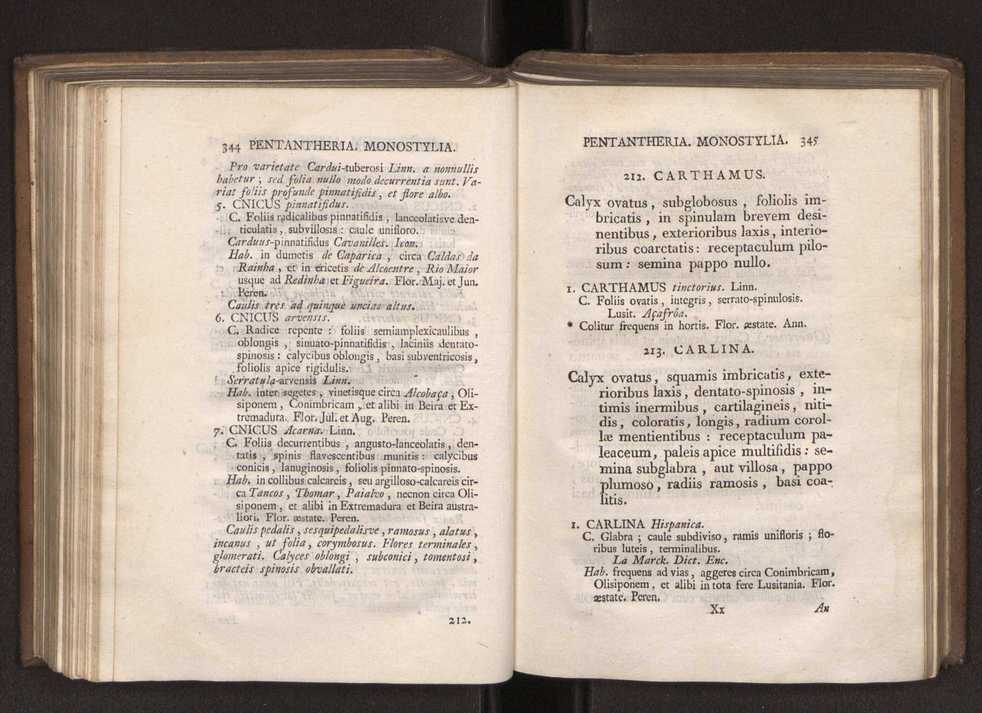 344 PENTANTHERIA. MONOSTYLIA.
Pro varietate Cardui-tuberosi Linn. a nonnullis
habetur ; sed folia nullo modo decurrentia sunt. Va-
riat foliis profunde pinnatifidis, et flore albo.
5. CNICUS pinnatifidus.
C. Foliis radicalibus pinnatifidis , lanceolatisve den-
ticulatis, subvillosis : caule unifloro.
Carduus-pinnatifidus Cavanilles. Icon.
Hab. in dumetis de Caparica , circa Caldas da
Rainha , et in ericetis de Alcoentre , Rio Maior
usque ad Redinha et Figueira. Flor. Maj. et Jun.
Peren.
Caulis tres ad quinque uncias altus.
6. CNICUS arvensis.
C. Radice repente : foliis semiamplexicaulibus ,
oblongis , sinuato-pinnatifidis , laciniis dentato-
spinosis : calycibus oblongis , basi subventricosis,
foliolis apice rigidulis.
Serratula-arvensis Linn.
Hab. inter segetes , vinetisque circa Alcobaça , Oli-
siponem , Conimbricam , et alibi in Beira et Ex-
tremadura. Flor. Jul. et Aug. Peren.
7. CNICUS Acarna. Linn.
C. Foliis decurrentibus , angusto-lanceolatis , den-
tatis , spinis flavescentibus munitis : calycibus
conicis , lanuginosis , foliolis pinnato-spinosis.
Hab. in collibus calcareis , seu argilloso-calcareis cir-
ca Tancos , Thomar , Paialvo , necnon circa Oli-
siponem , et alibi in Extremadura et Beira austra-
liori. Flor. æstate. Peren.
Caulis pedalis , sesquipedalisve , ramosus , alatus ,
incanus , ut folia , corymbosus. Flores terminales ,
glomerati. Calyces oblongi , subconici , tomentosi ,
bracteis spinosis obvallati.
212.
PENTANTHERIA. MONOSTYLIA. 345
212. CARTHAMUS.
Calyx ovatus , subglobosus , foliolis im-
bricatis , in spinulam brevem desi-
nentibus , exterioribus laxis , interio-
ribus coarctatis : receptaculum pilo-
sum : semina pappo nullo.
1. CARTHAMUS tinctorius. Linn.
C. Foliis ovatis , integris , serrato-spinulosis.
Lusit. Açafrôa.
* Colitur frequens in hortis. Flor. æstate. Ann.
213. CARLINA.
Calyx ovatus , squamis imbricatis , exte-
rioribus laxis , dentato-spinosis , in-
timis inermibus , cartilagineis , niti-
dis , coloratis , longis , radium corol-
læ mentientibus : receptaculum pa-
leaceum, paleis apice multifidis : se-
mina subglabra , aut villosa , pappo
plumoso , radiis ramosis , basi coa-
litis.
1. CARLINA Hispanica.
C. Glabra ; caule subdiviso , ramis unifloris ; flo-
ribus luteis , terminalibus.
La Marck. Dict. Enc.
Hab. frequens ad vias , aggeres circa Conimbricam,
Olisiponem , et alibi in tota fere Lusitania. Flor.
æstate. Peren.
Xx An